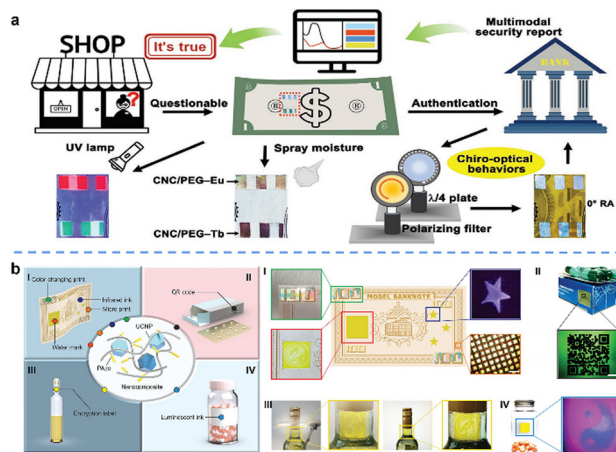 a
SHOP
It's true
Multimodal
security report
BANK
OPEN
?
Questionable
$
Authentication
UV lamp
Spray moisture
CNC/PEG–Eu
CNC/PEG–Tb
Chiro-optical
behaviors
λ/4 plate
Polarizing filter
0° RA
b
I
Color changing print
Infrared ink
Micro print
Water mark
II
QR code
UCNP
PAzo
Nanocomposite
III
Encryption label
IV
Luminescent ink
I
MODEL BANKNOTE
II
III
IV